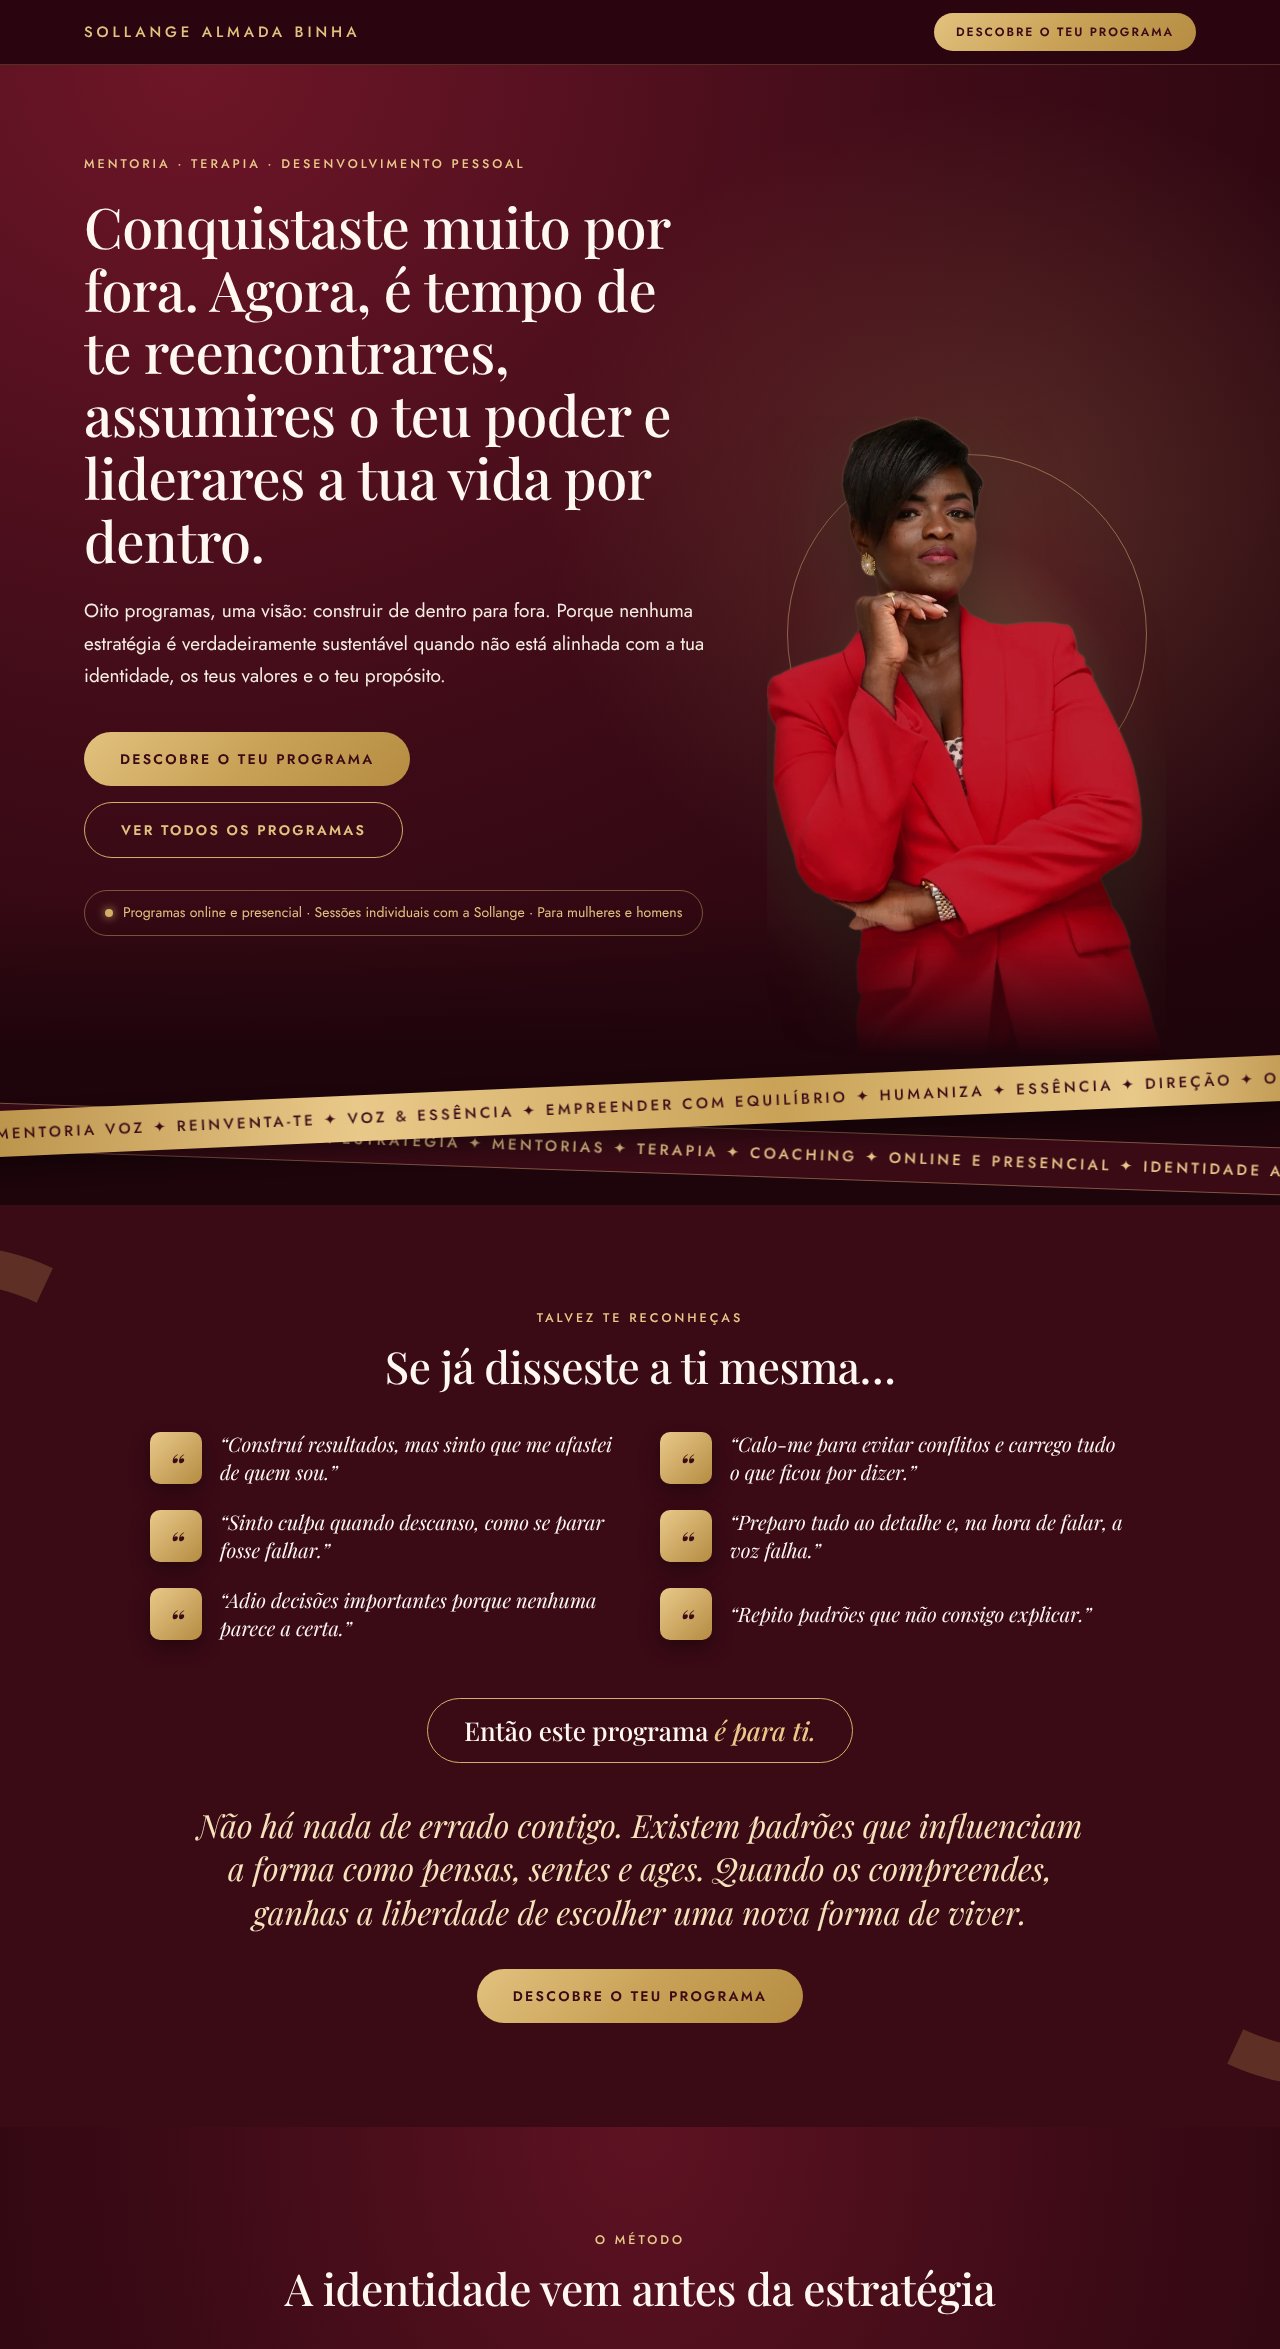 SOLLANGE ALMADA BINHA
DESCOBRE O TEU PROGRAMA
MENTORIA · TERAPIA · DESENVOLVIMENTO PESSOAL
Conquistaste muito por
fora. Agora, é tempo de
te reencontrares,
assumires o teu poder e
liderares a tua vida por
dentro.
Oito programas, uma visão: construir de dentro para fora. Porque nenhuma
estratégia é verdadeiramente sustentável quando não está alinhada com a tua
identidade, os teus valores e o teu propósito.
DESCOBRE O TEU PROGRAMA
VER TODOS OS PROGRAMAS
Programas online e presencial · Sessões individuais com a Sollange · Para mulheres e homens
MENTORIA VOZ ✦ REINVENTA-TE ✦ VOZ & ESSÊNCIA ✦ EMPREENDER COM EQUILÍBRIO ✦ HUMANIZA ✦ ESSÊNCIA ✦ DIREÇÃO ✦ O
ESTRATÉGIA ✦ MENTORIAS ✦ TERAPIA ✦ COACHING ✦ ONLINE E PRESENCIAL ✦ IDENTIDADE A
TALVEZ TE RECONHEÇAS
Se já disseste a ti mesma…
“Construí resultados, mas sinto que me afastei
de quem sou.”
“Calo-me para evitar conflitos e carrego tudo
o que ficou por dizer.”
“Sinto culpa quando descanso, como se parar
fosse falhar.”
“Preparo tudo ao detalhe e, na hora de falar, a
voz falha.”
“Adio decisões importantes porque nenhuma
parece a certa.”
“Repito padrões que não consigo explicar.”
Então este programa é para ti.
Não há nada de errado contigo. Existem padrões que influenciam
a forma como pensas, sentes e ages. Quando os compreendes,
ganhas a liberdade de escolher uma nova forma de viver.
DESCOBRE O TEU PROGRAMA
O MÉTODO
A identidade vem antes da estratégia